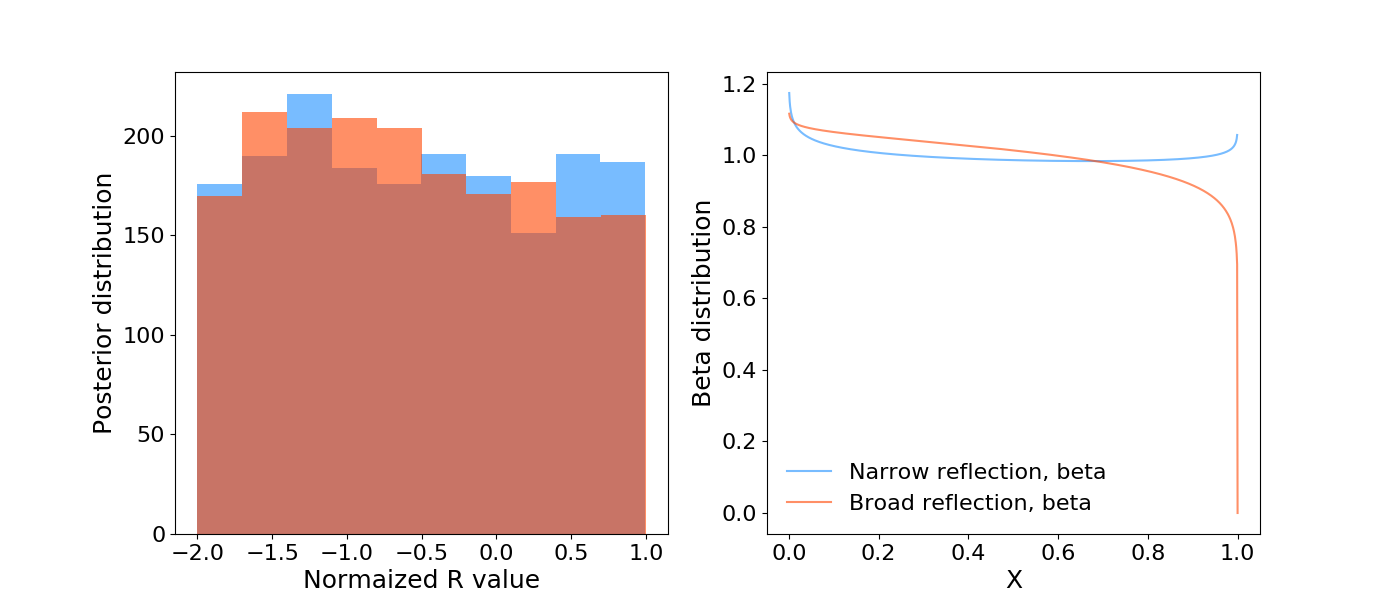 Posterior distribution
200
150
100
50
0
−2.0 −1.5 −1.0 −0.5 0.0 0.5 1.0
Normaized R value
Beta distribution
1.2
1.0
0.8
0.6
0.4
0.2
0.0
Narrow reflection, beta
Broad reflection, beta
0.0 0.2 0.4 0.6 0.8 1.0
X